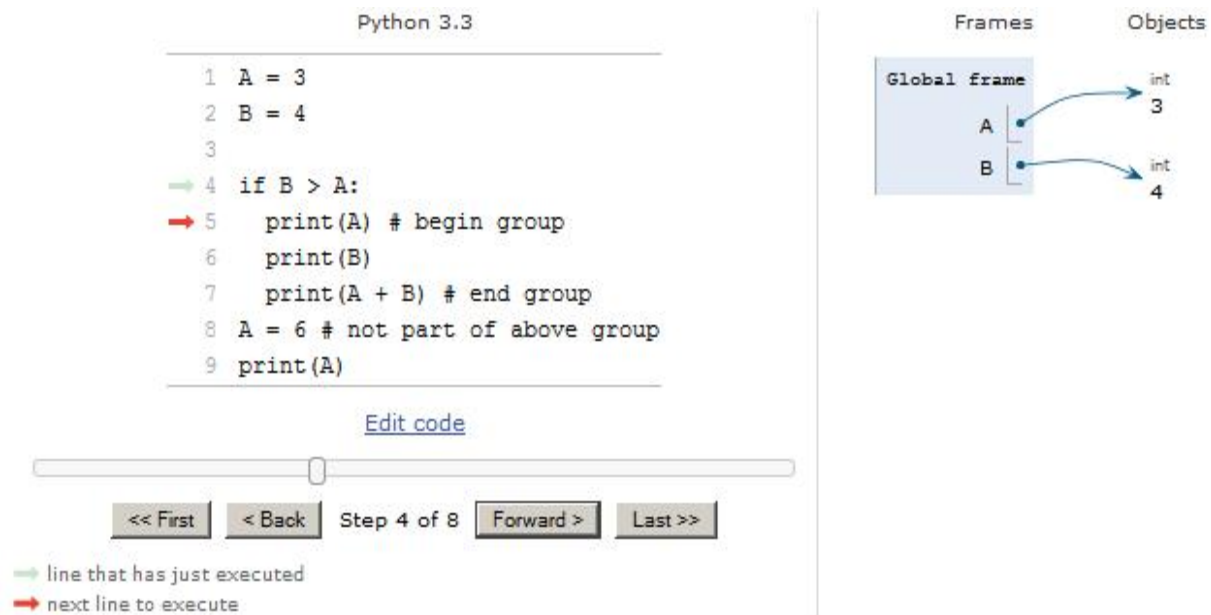 Python 3.3
1 A = 3
2 B = 4
3
4 if B > A:
5   print(A) # begin group
6   print(B)
7   print(A + B) # end group
8 A = 6 # not part of above group
9 print(A)
Edit code
<< First < Back Step 4 of 8 Forward > Last >>
line that has just executed
next line to execute
Frames Objects
Global frame
A
B
int
3
int
4